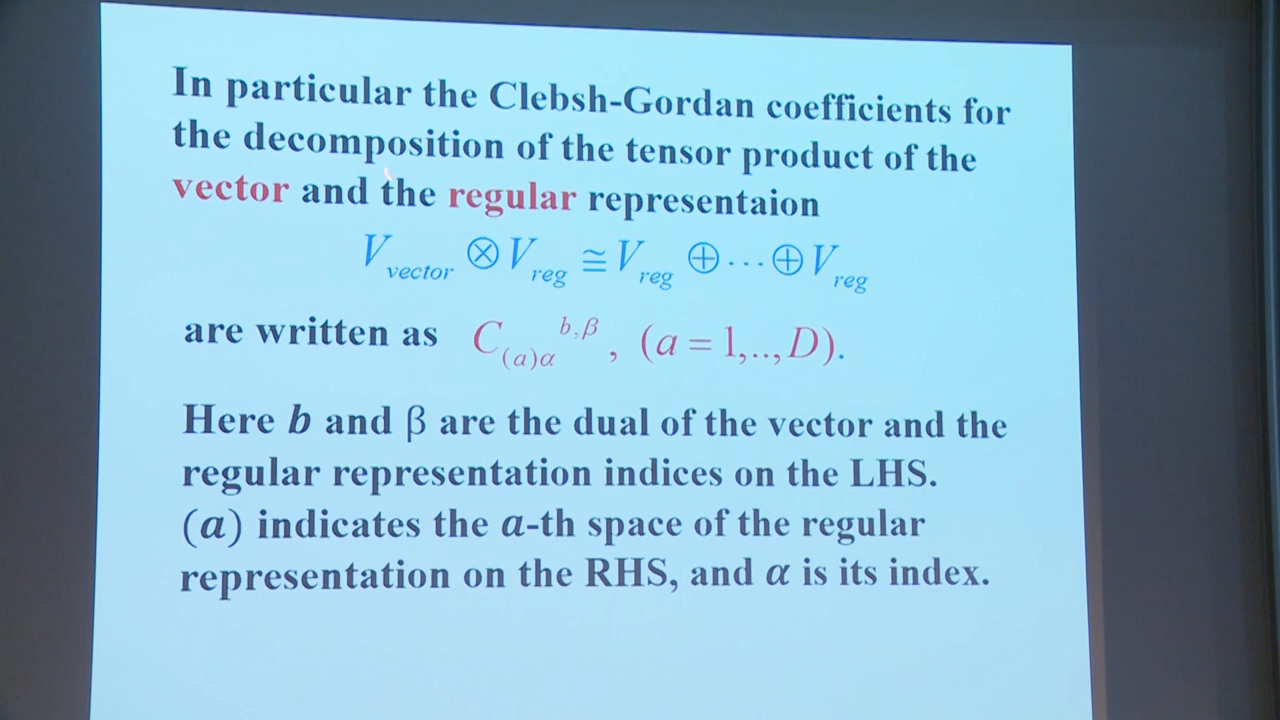 In particular the Clebsh-Gordan coefficients for
the decomposition of the tensor product of the
vector and the regular representaion
V_vector ⊗ V_reg ≅ V_reg ⊕ ··· ⊕ V_reg
are written as C_(a)α^b,β , (a = 1,..,D).
Here b and β are the dual of the vector and the
regular representation indices on the LHS.
(a) indicates the a-th space of the regular
representation on the RHS, and α is its index.